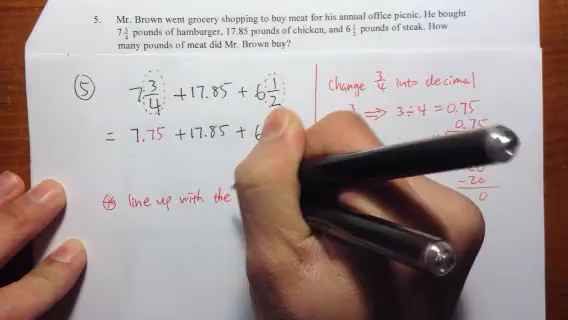 5. Mr. Brown went grocery shopping to buy meat for his annual office picnic. He bought
7 3/4 pounds of hamburger, 17.85 pounds of chicken, and 6 1/2 pounds of steak. How
many pounds of meat did Mr. Brown buy?
5 7 3/4 + 17.85 + 6 1/2
= 7.75 + 17.85 + 6
line up with the
change 3/4 into decimal
3 ⇒ 3÷4 = 0.75
0.75
-20
0